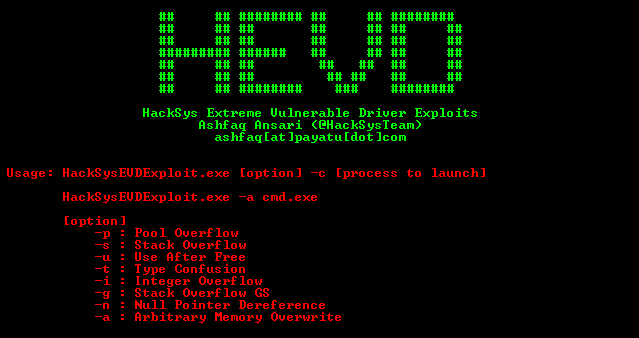 HEVD
HackSys Extreme Vulnerable Driver Exploits
Ashfaq Ansari (@HackSysTeam)
ashfaq[at]payatu[dot]com
Usage: HackSysEVDExploit.exe [option] -c [process to launch]
HackSysEVDExploit.exe -a cmd.exe
[option]
-p : Pool Overflow
-s : Stack Overflow
-u : Use After Free
-t : Type Confusion
-i : Integer Overflow
-g : Stack Overflow GS
-n : Null Pointer Dereference
-a : Arbitrary Memory Overwrite